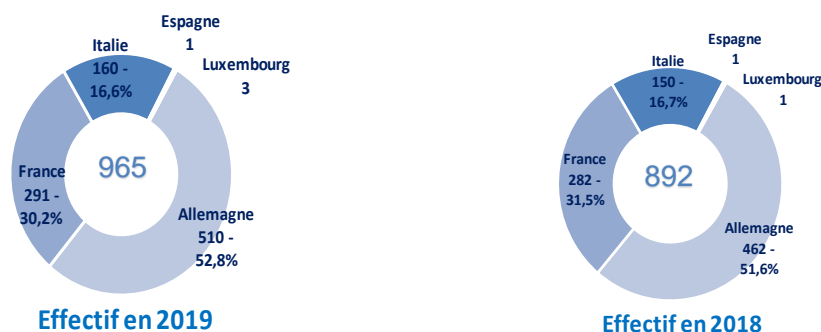 Espagne
1
Italie
160 -
16,6%
Luxembourg
3
965
France
291 -
30,2%
Allemagne
510 -
52,8%
Effectif en 2019
Espagne
1
Italie
150 -
16,7%
Luxembourg
1
892
France
282 -
31,5%
Allemagne
462 -
51,6%
Effectif en 2018